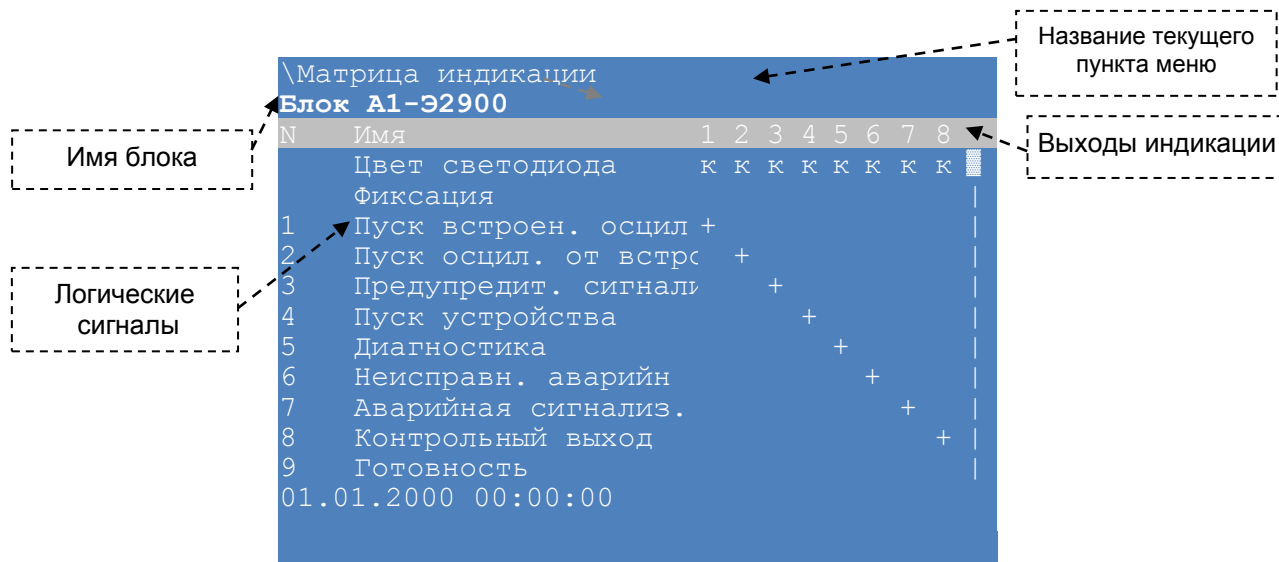 Название текущего
пункта меню
\Матрица индикации
Блок А1-Э2900
N Имя 1 2 3 4 5 6 7 8
Выходы индикации
Имя блока
Цвет светодиода к к к к к к к к
Фиксация |
1 Пуск встроен. осцил + |
2 Пуск осцил. от встро + |
3 Предупредит. сигнали + |
Логические
сигналы
4 Пуск устройства + |
5 Диагностика + |
6 Неисправн. аварийн + |
7 Аварийная сигнализ. + |
8 Контрольный выход + |
9 Готовность |
01.01.2000 00:00:00